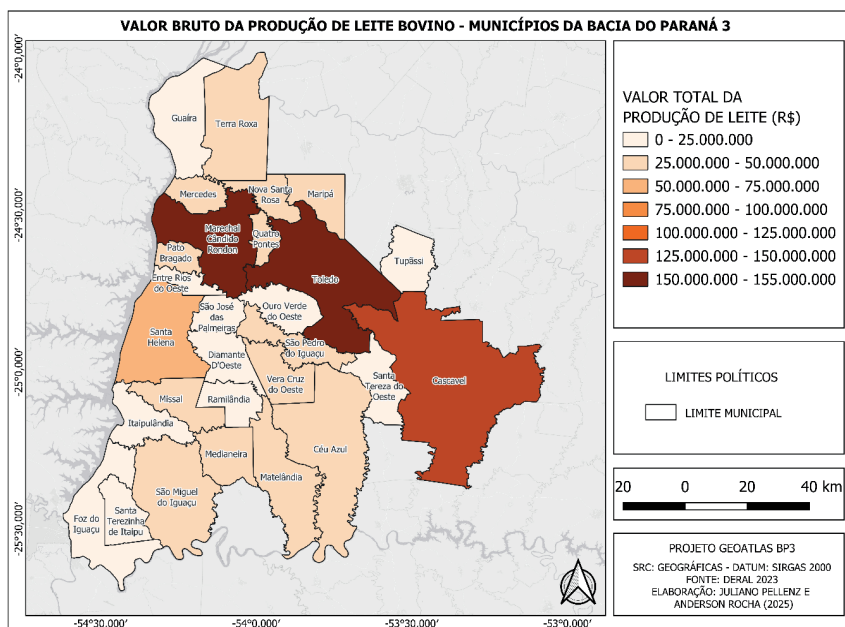 VALOR BRUTO DA PRODUÇÃO DE LEITE BOVINO - MUNICÍPIOS DA BACIA DO PARANÁ 3
-24°0,000'
-24°30,000'
-25°0,000'
-25°30,000'
Guaíra
Terra Roxa
Mercedes
Nova Santa
Rosa
Maripá
Marechal
Cândido
Rondon
Quatro
Pontes
Pato
Bragado
Toledo
Tupãssi
Entre Rios
do Oeste
São José
das
Palmeiras
Ouro Verde
do Oeste
Santa
Helena
São Pedro
do Iguaçu
Diamante
D'Oeste
Vera Cruz
do Oeste
Santa
Tereza do
Oeste
Cascavel
Missal
Ramilândia
Itaipulândia
Medianeira
Céu Azul
Matelândia
São Miguel
do Iguaçu
Foz do
Iguaçu
Santa
Terezinha
de Itaipu
-54°30.000'
-54°0.000'
-53°30.000'
-53°0.000'
VALOR TOTAL DA
PRODUÇÃO DE LEITE (R$)
0 - 25.000.000
25.000.000 - 50.000.000
50.000.000 - 75.000.000
75.000.000 - 100.000.000
100.000.000 - 125.000.000
125.000.000 - 150.000.000
150.000.000 - 155.000.000
LIMITES POLÍTICOS
LIMITE MUNICIPAL
20 0 20 40 km
PROJETO GEOATLAS BP3
SRC: GEOGRÁFICAS - DATUM: SIRGAS 2000
FONTE: DERAL 2023
ELABORAÇÃO: JULIANO PELLENZ E
ANDERSON ROCHA (2025)